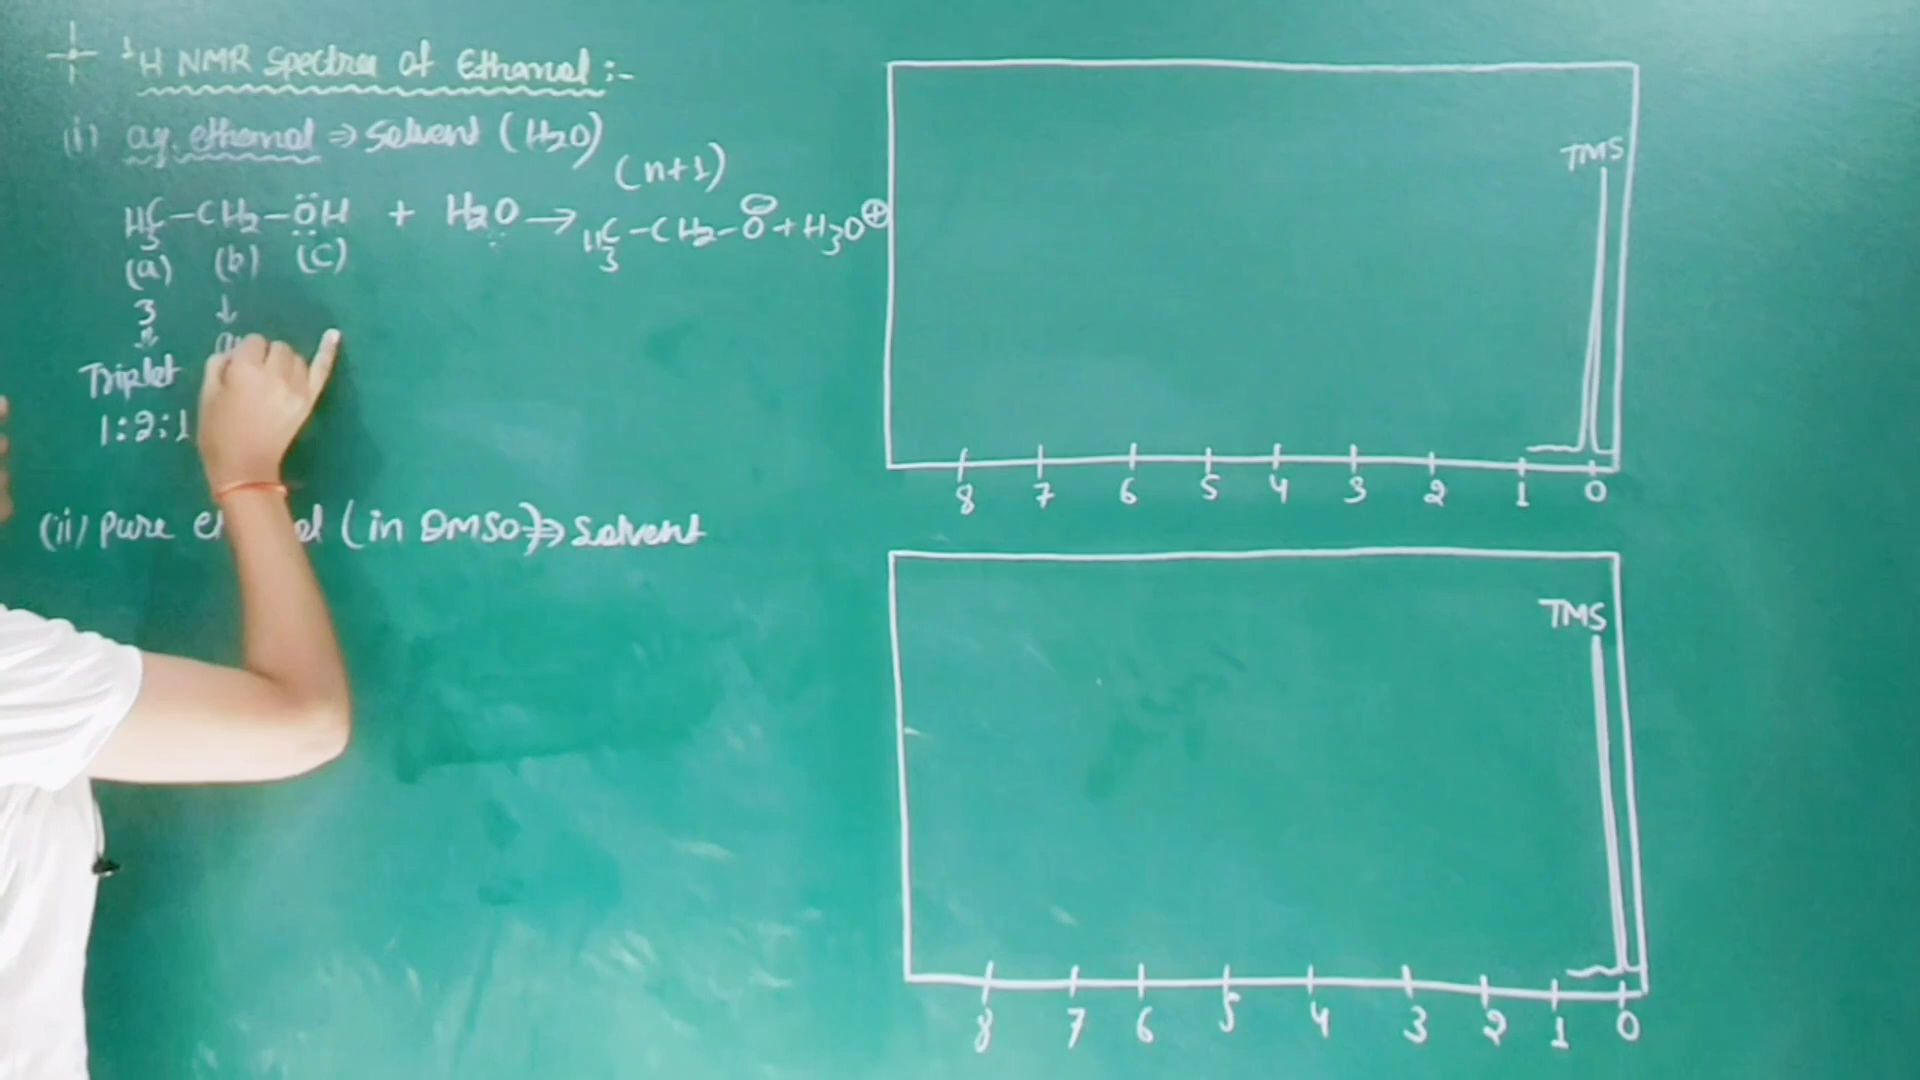 ¹H NMR Spectra of Ethanol :-
(i) aq. ethanol ⇒ Solvent (H2O)
(n+1)
H3C-CH2-ÖH + H2O → H3C-CH2-O⊖ + H3O⊕
(a) (b) (c)
3 ↓
⇓
Triplet
1:2:1
(ii) Pure (in DMSO) ⇒ Solvent
TMS
8 7 6 5 4 3 2 1 0
TMS
8 7 6 5 4 3 2 1 0